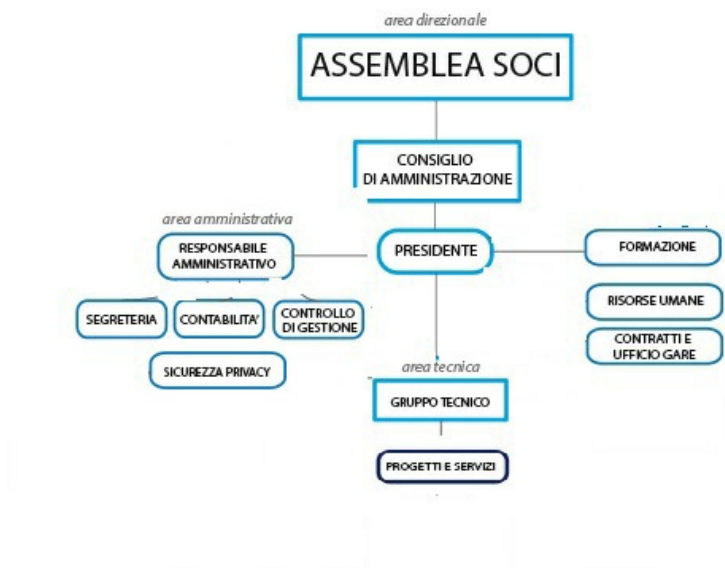 area direzionale
ASSEMBLEA SOCI
CONSIGLIO
DI AMMINISTRAZIONE
area amministrativa
RESPONSABILE
AMMINISTRATIVO
PRESIDENTE
FORMAZIONE
SEGRETERIA
CONTABILITA'
CONTROLLO
DI GESTIONE
RISORSE UMANE
CONTRATTI E
UFFICIO GARE
SICUREZZA PRIVACY
area tecnica
GRUPPO TECNICO
PROGETTI E SERVIZI